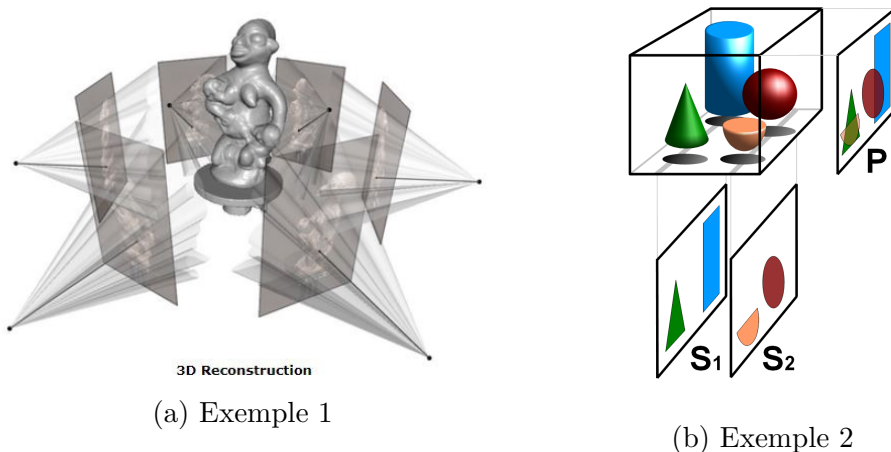 3D Reconstruction
(a) Exemple 1
P
S1 S2
(b) Exemple 2